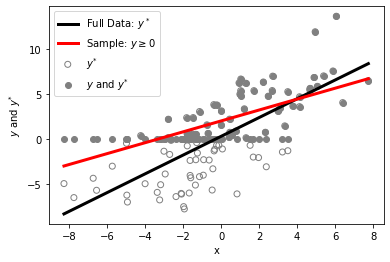 Full Data: y*
Sample: y ≥ 0
y*
y and y*
y and y*
10
5
0
−5
−8 −6 −4 −2 0 2 4 6 8
x